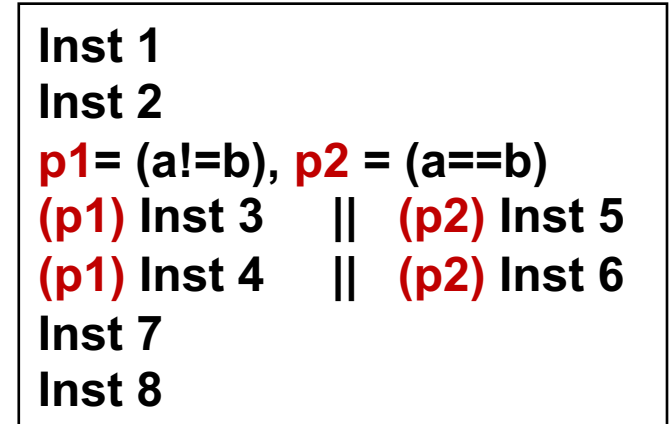 Inst 1
Inst 2
p1= (a!=b), p2 = (a==b)
(p1) Inst 3 || (p2) Inst 5
(p1) Inst 4 || (p2) Inst 6
Inst 7
Inst 8